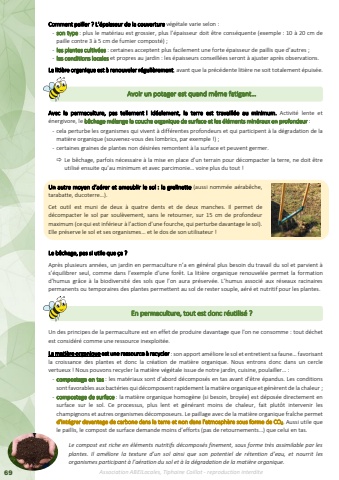 Comment pailler ? L'épaisseur de la couverture végétale varie selon :
- son type : plus le matériau est grossier, plus l'épaisseur doit être conséquente (exemple : 10 à 20 cm de
paille contre 3 à 5 cm de fumier composté) ;
- les plantes cultivées : certaines acceptent plus facilement une forte épaisseur de paillis que d'autres ;
- les conditions locales et propres au jardin : les épaisseurs conseillées seront à ajuster après observations.
La litière organique est à renouveler régulièrement, avant que la précédente litière ne soit totalement épuisée.
Avoir un potager est quand même fatigant...
Avec la permaculture, pas tellement ! Idéalement, la terre est travaillée au minimum. Activité lente et
énergivore, le bêchage mélange la couche organique de surface et les éléments minéraux en profondeur :
- cela perturbe les organismes qui vivent à différentes profondeurs et qui participent à la dégradation de la
matière organique (souvenez-vous des lombrics, par exemple !) ;
- certaines graines de plantes non désirées remontent à la surface et peuvent germer.
⇨ Le bêchage, parfois nécessaire à la mise en place d'un terrain pour décompacter la terre, ne doit être
utilisé ensuite qu'au minimum et avec parcimonie... voire plus du tout !
Un autre moyen d'aérer et ameublir le sol : la grelinette (aussi nommée aérabêche,
tarabatte, ducoterre...).
Cet outil est muni de deux à quatre dents et de deux manches. Il permet de
décompacter le sol par soulèvement, sans le retourner, sur 15 cm de profondeur
maximum (ce qui est inférieur à l'action d'une fourche, qui perturbe davantage le sol).
Elle préserve le sol et ses organismes... et le dos de son utilisateur !
Le bêchage, pas si utile que ça ?
Après plusieurs années, un jardin en permaculture n'a en général plus besoin du travail du sol et parvient à
s'équilibrer seul, comme dans l'exemple d'une forêt. La litière organique renouvelée permet la formation
d'humus grâce à la biodiversité des sols que l'on aura préservée. L'humus associé aux réseaux racinaires
permanents ou temporaires des plantes permettent au sol de rester souple, aéré et nutritif pour les plantes.
En permaculture, tout est donc réutilisé ?
Un des principes de la permaculture est en effet de produire davantage que l'on ne consomme : tout déchet
est considéré comme une ressource inexploitée.
La matière organique est une ressource à recycler : son apport améliore le sol et entretient sa faune... favorisant
la croissance des plantes et donc la création de matière organique. Nous entrons donc dans un cercle
vertueux ! Nous pouvons recycler la matière végétale issue de notre jardin, cuisine, poulailler... :
- compostage en tas : les matériaux sont d'abord décomposés en tas avant d'être épandus. Les conditions
sont favorables aux bactéries qui décomposent rapidement la matière organique et génèrent de la chaleur ;
- compostage de surface : la matière organique homogène (si besoin, broyée) est déposée directement en
surface sur le sol. Ce processus, plus lent et générant moins de chaleur, fait plutôt intervenir les
champignons et autres organismes décomposeurs. Le paillage avec de la matière organique fraîche permet
d'intégrer davantage de carbone dans la terre et non dans l'atmosphère sous forme de CO₂. Aussi utile que
le paillis, le compost de surface demande moins d'efforts (pas de retournements...) que celui en tas.
Le compost est riche en éléments nutritifs décomposés finement, sous forme très assimilable par les
plantes. Il améliore la texture d'un sol ainsi que son potentiel de rétention d'eau, et nourrit les
organismes participant à l'aération du sol et à la dégradation de la matière organique.
69